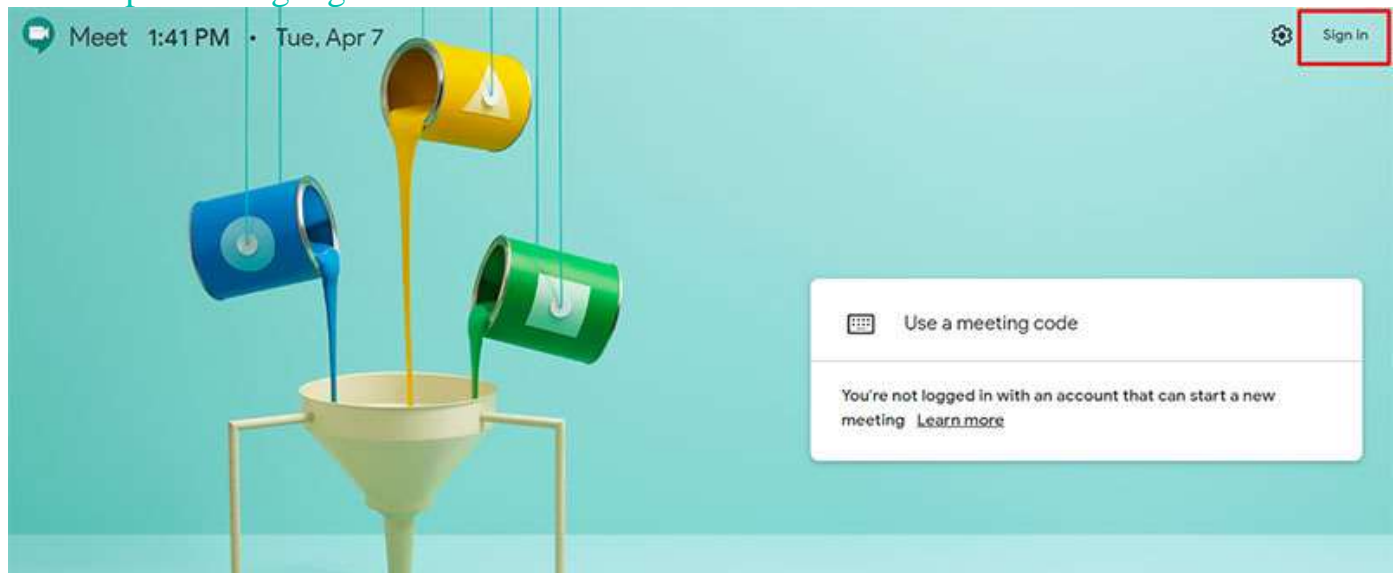 Meet 1:41 PM • Tue, Apr 7
Sign in
Use a meeting code
You're not logged in with an account that can start a new
meeting Learn more